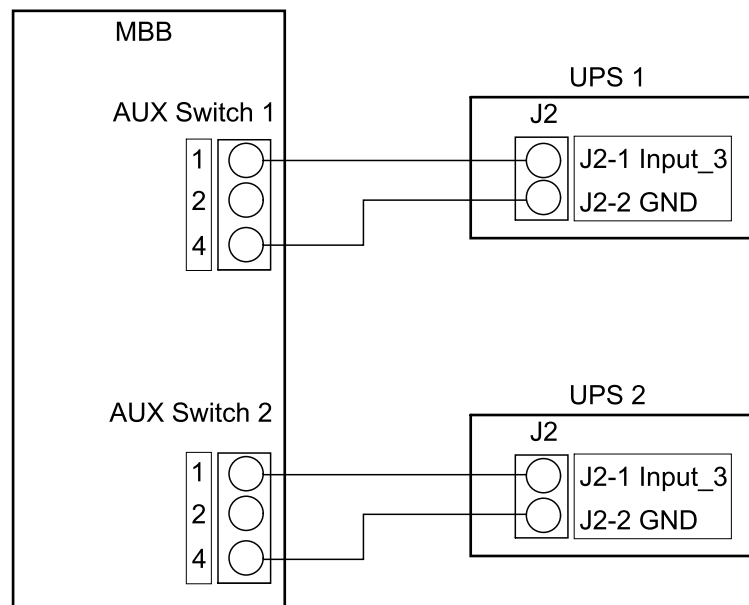 MBB
AUX Switch 1
1
2
4
UPS 1
J2
J2-1 Input_3
J2-2 GND
AUX Switch 2
1
2
4
UPS 2
J2
J2-1 Input_3
J2-2 GND